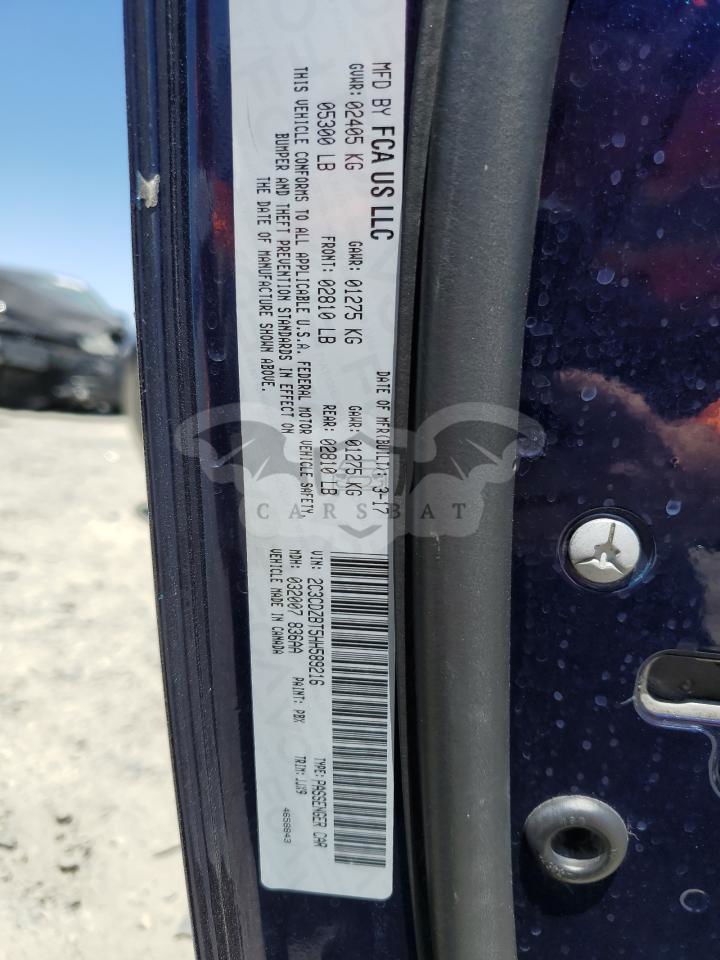 MFD BY FCA US LLC
DATE OF MFR(BUILT): 3-17
GVWR: 02405 KG GAWR: 01275 KG GAWR: 01275 KG
05300 LB FRONT: 02810 LB REAR: 02810 LB
THIS VEHICLE CONFORMS TO ALL APPLICABLE U.S.A. FEDERAL MOTOR VEHICLE SAFETY,
BUMPER AND THEFT PREVENTION STANDARDS IN EFFECT ON
THE DATE OF MANUFACTURE SHOWN ABOVE.
VIN: 2C3CDZBT5HH589216 TYPE: PASSENGER CAR
MDH: 032007 836AA PAINT: PBX TRIM: JJX9
VEHICLE MADE IN CANADA 4658843
CARSBAT